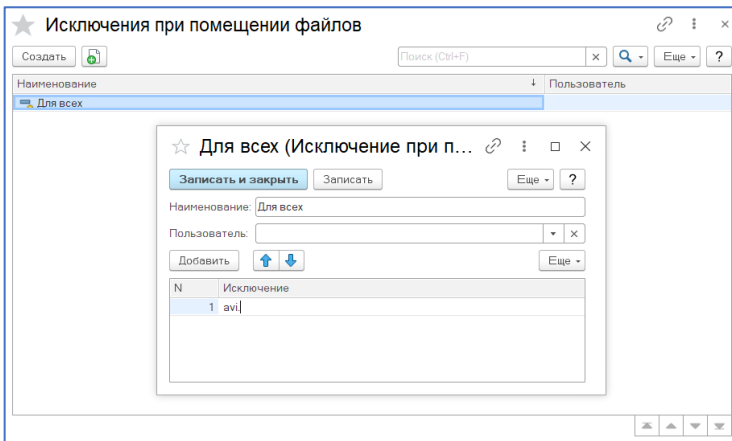 Исключения при помещении файлов
Создать Поиск (Ctrl+F) × Еще ?
Наименование ↓ Пользователь
Для всех
Для всех (Исключение при п...
Записать и закрыть Записать Еще ?
Наименование: Для всех
Пользователь:
Добавить Еще
N Исключение
1 avi.